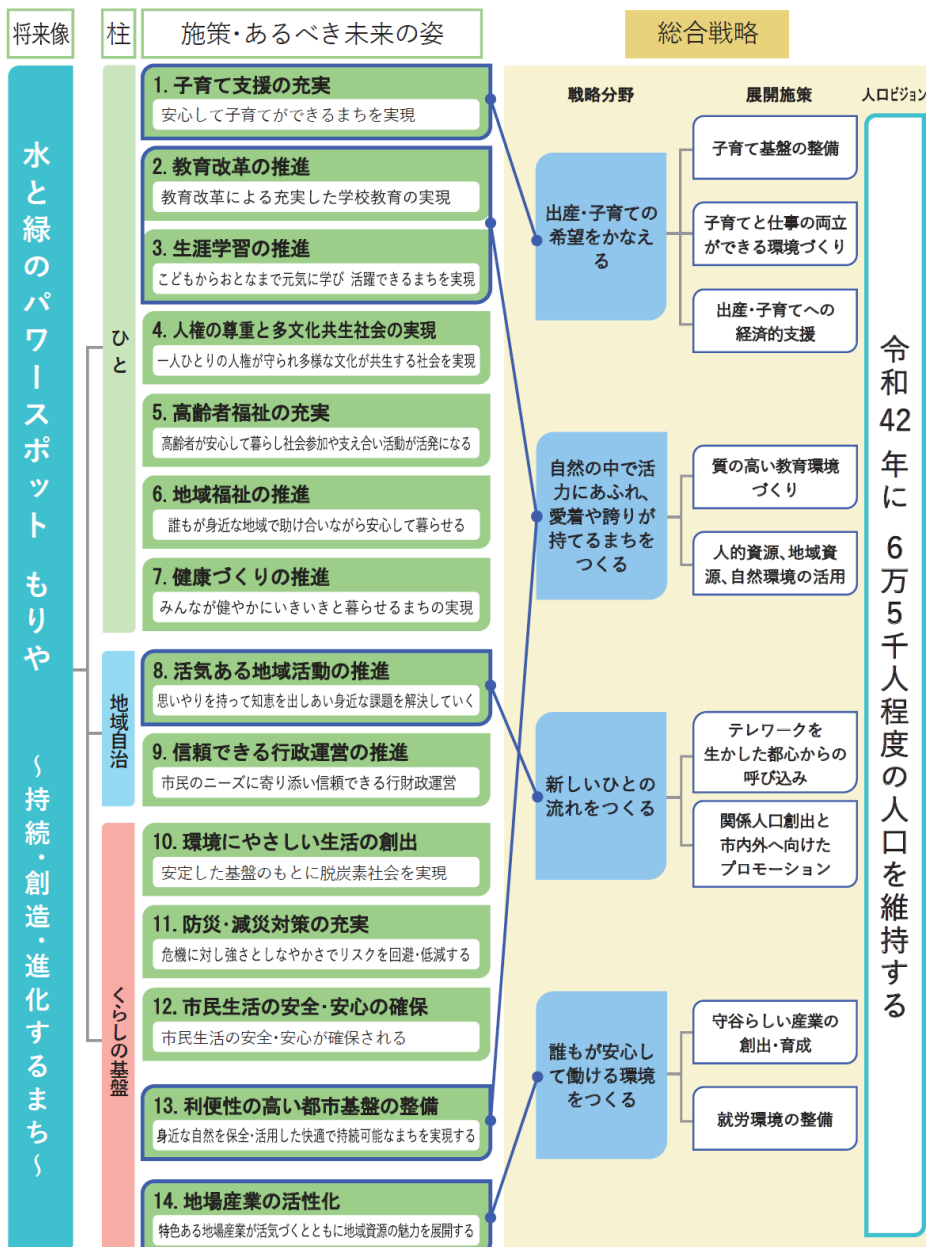 将来像
柱
施策・あるべき未来の姿
総合戦略
水と緑のパワースポット もりや ~持続・創造・進化するまち~
ひと
1. 子育て支援の充実
安心して子育てができるまちを実現
2. 教育改革の推進
教育改革による充実した学校教育の実現
3. 生涯学習の推進
こどもからおとなまで元気に学び 活躍できるまちを実現
4. 人権の尊重と多文化共生社会の実現
一人ひとりの人権が守られ多様な文化が共生する社会を実現
5. 高齢者福祉の充実
高齢者が安心して暮らし社会参加や支え合い活動が活発になる
6. 地域福祉の推進
誰もが身近な地域で助け合いながら安心して暮らせる
7. 健康づくりの推進
みんなが健やかにいきいきと暮らせるまちの実現
地域自治
8. 活気ある地域活動の推進
思いやりを持って知恵を出しあい身近な課題を解決していく
9. 信頼できる行政運営の推進
市民のニーズに寄り添い信頼できる行財政運営
くらしの基盤
10. 環境にやさしい生活の創出
安定した基盤のもとに脱炭素社会を実現
11. 防災・減災対策の充実
危機に対し強さとしなやかさでリスクを回避・低減する
12. 市民生活の安全・安心の確保
市民生活の安全・安心が確保される
13. 利便性の高い都市基盤の整備
身近な自然を保全・活用した快適で持続可能なまちを実現する
14. 地場産業の活性化
特色ある地場産業が活気づくとともに地域資源の魅力を展開する
戦略分野
展開施策
人口ビジョン
出産・子育ての
希望をかなえ
る
子育て基盤の整備
子育てと仕事の両立
ができる環境づくり
出産・子育てへの
経済的支援
自然の中で活
力にあふれ、
愛着や誇りが
持てるまちを
つくる
質の高い教育環境
づくり
人的資源、地域資
源、自然環境の活用
新しいひとの
流れをつくる
テレワークを
生かした都心からの
呼び込み
関係人口創出と
市内外へ向けた
プロモーション
誰もが安心し
て働ける環境
をつくる
守谷らしい産業の
創出・育成
就労環境の整備
令和42年に6万5千人程度の人口を維持する